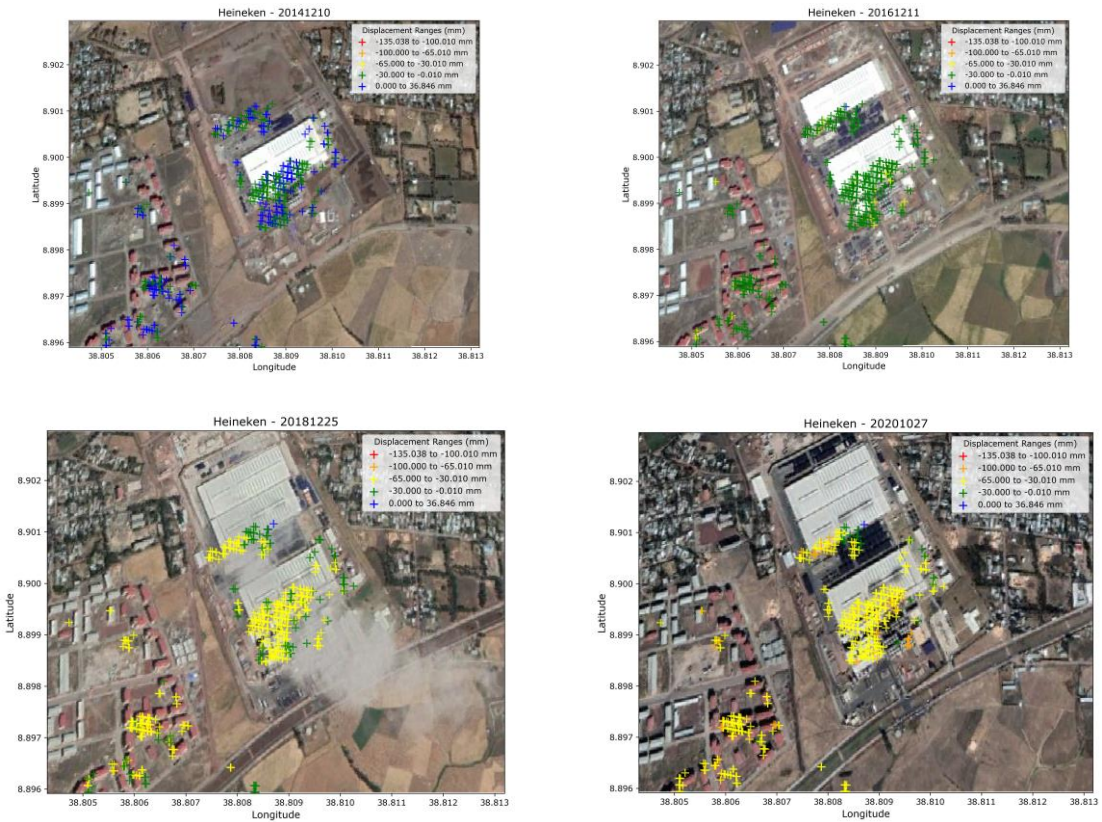 Heineken - 20141210
Displacement Ranges (mm)
-135.038 to -100.010 mm
-100.000 to -65.010 mm
-65.000 to -30.010 mm
-30.000 to -0.010 mm
0.000 to 36.846 mm
8.902
8.901
8.900
8.899
8.898
8.897
8.896
Latitude
38.805 38.806 38.807 38.808 38.809 38.810 38.811 38.812 38.813
Longitude
Heineken - 20161211
Displacement Ranges (mm)
-135.038 to -100.010 mm
-100.000 to -65.010 mm
-65.000 to -30.010 mm
-30.000 to -0.010 mm
0.000 to 36.846 mm
8.902
8.901
8.900
8.899
8.898
8.897
8.896
Latitude
38.805 38.806 38.807 38.808 38.809 38.810 38.811 38.812 38.813
Longitude
Heineken - 20181225
Displacement Ranges (mm)
-135.038 to -100.010 mm
-100.000 to -65.010 mm
-65.000 to -30.010 mm
-30.000 to -0.010 mm
0.000 to 36.846 mm
8.902
8.901
8.900
8.899
8.898
8.897
8.896
Latitude
38.805 38.806 38.807 38.808 38.809 38.810 38.811 38.812 38.813
Longitude
Heineken - 20201027
Displacement Ranges (mm)
-135.038 to -100.010 mm
-100.000 to -65.010 mm
-65.000 to -30.010 mm
-30.000 to -0.010 mm
0.000 to 36.846 mm
8.902
8.901
8.900
8.899
8.898
8.897
8.896
Latitude
38.805 38.806 38.807 38.808 38.809 38.810 38.811 38.812 38.813
Longitude